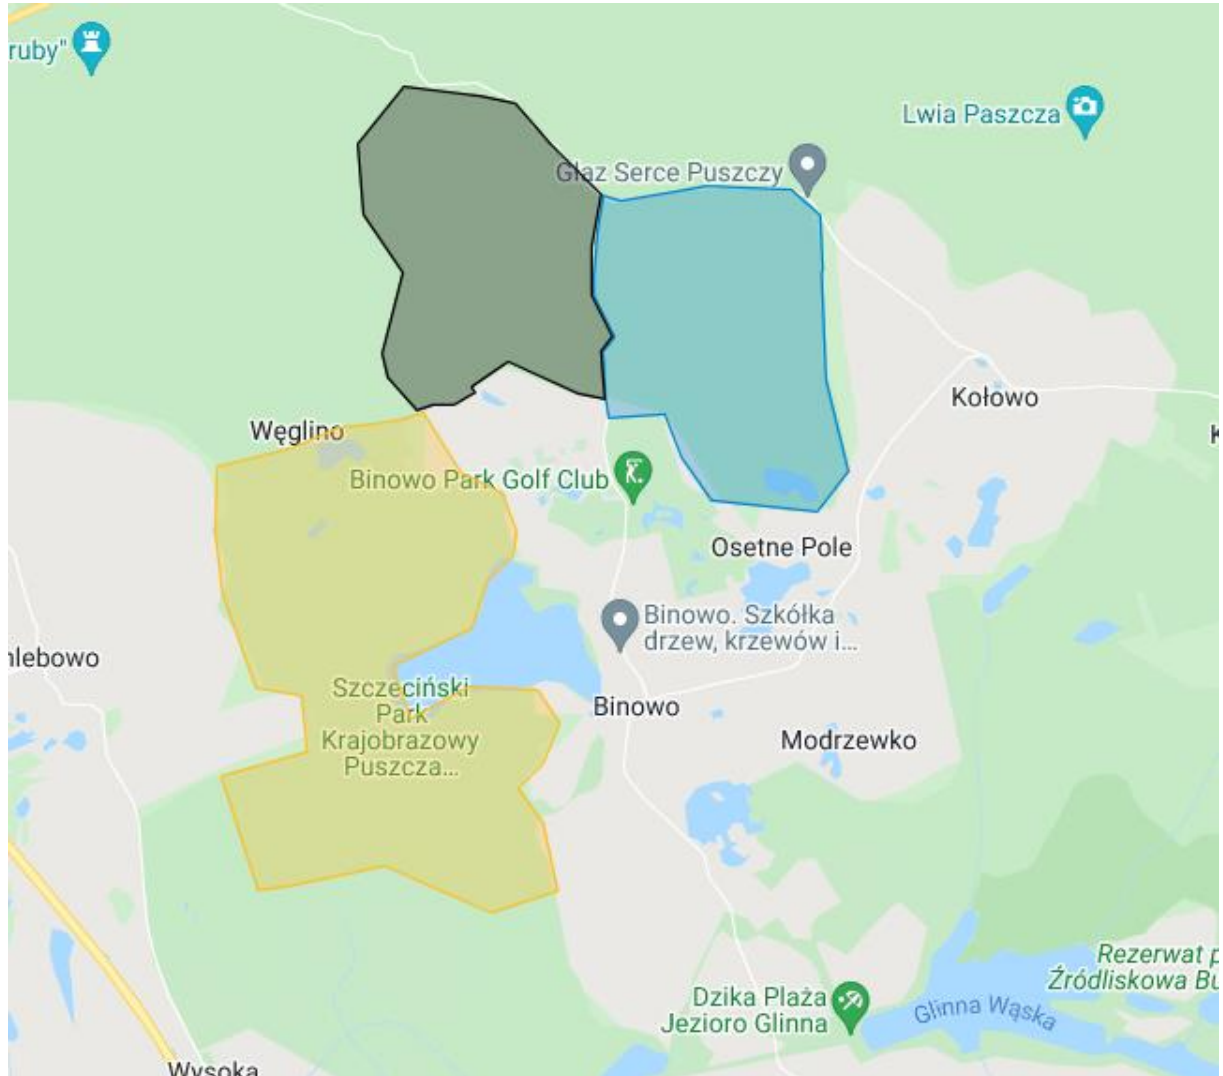 ruby"
Lwia Paszcza
Głaz Serce Puszczy
Kołowo
Węglino
Binowo Park Golf Club
Osetne Pole
Binowo. Szkółka
drzew, krzewów i...
hlebowo
Szczeciński
Park
Krajobrazowy
Puszcza...
Binowo
Modrzewko
Rezerwat p
Źródliskowa Bu
Dzika Plaża
Jezioro Glinna
Glinna Wąska
Wysoka